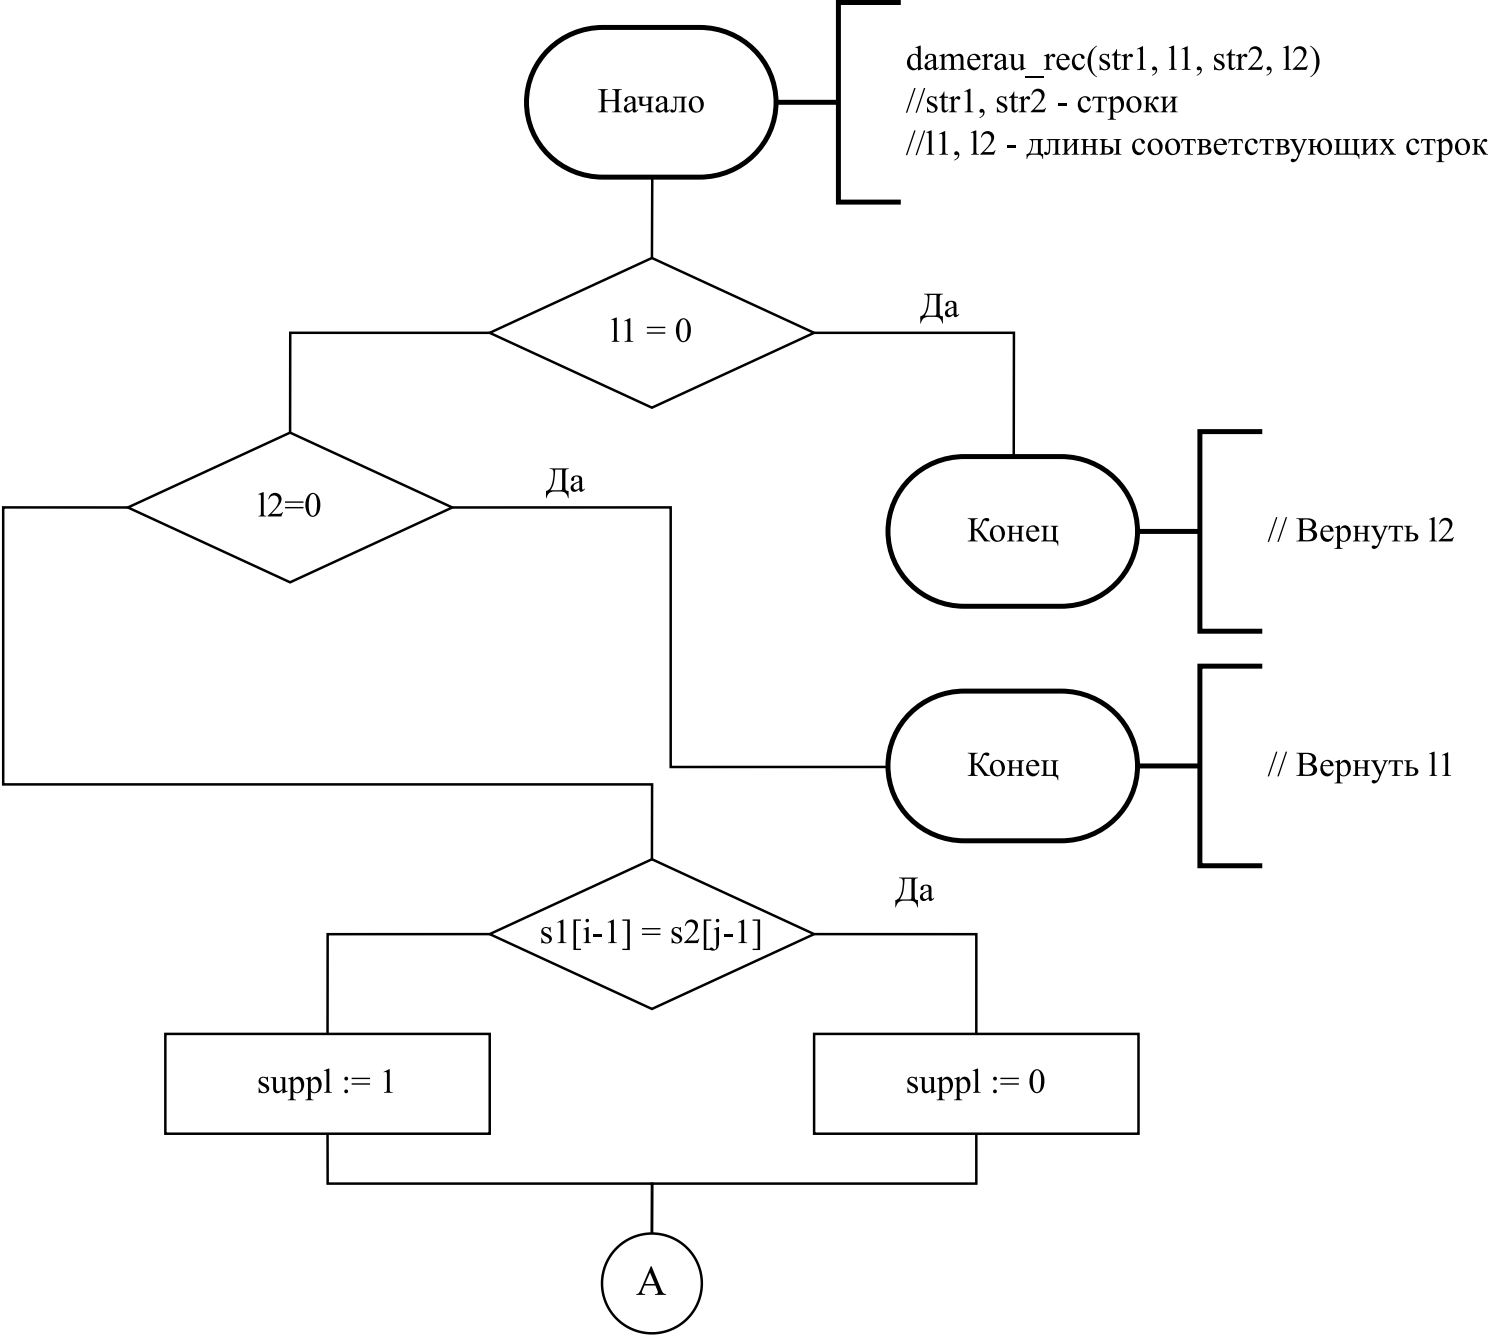 Начало
damerau_rec(str1, l1, str2, l2)
//str1, str2 - строки
//l1, l2 - длины соответствующих строк
l1 = 0
Да
l2=0
Да
Конец
// Вернуть l2
Конец
// Вернуть l1
s1[i-1] = s2[j-1]
Да
suppl := 1
suppl := 0
A